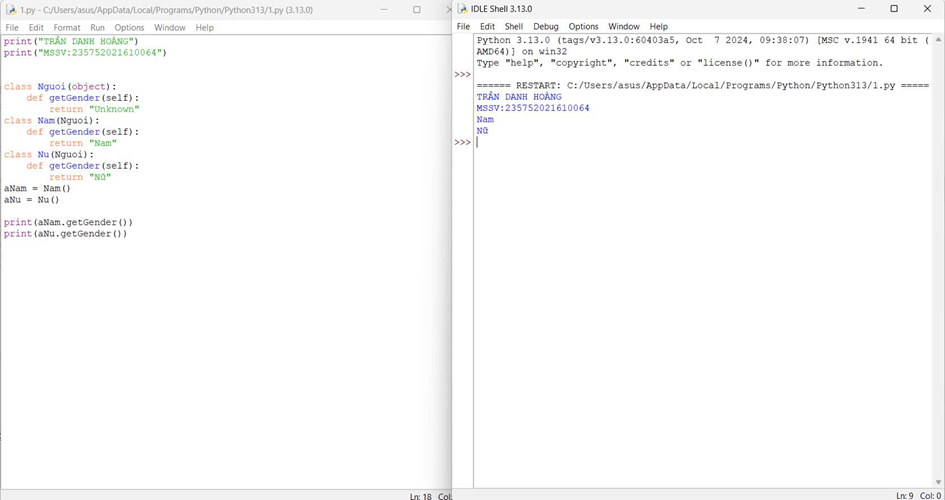 1.py - C:/Users/asus/AppData/Local/Programs/Python/Python313/1.py (3.13.0)
File Edit Format Run Options Window Help
print("TRẦN DANH HOÀNG")
print("MSSV:235752021610064")
class Nguoi(object):
    def getGender(self):
        return "Unknown"
class Nam(Nguoi):
    def getGender(self):
        return "Nam"
class Nu(Nguoi):
    def getGender(self):
        return "Nữ"
aNam = Nam()
aNu = Nu()
print(aNam.getGender())
print(aNu.getGender())
Ln: 18 Col:
IDLE Shell 3.13.0
File Edit Shell Debug Options Window Help
Python 3.13.0 (tags/v3.13.0:60403a5, Oct  7 2024, 09:38:07) [MSC v.1941 64 bit (
AMD64)] on win32
Type "help", "copyright", "credits" or "license()" for more information.
>>>
====== RESTART: C:/Users/asus/AppData/Local/Programs/Python/Python313/1.py =====
TRẦN DANH HOÀNG
MSSV:235752021610064
Nam
Nữ
>>>
Ln: 9 Col: 0